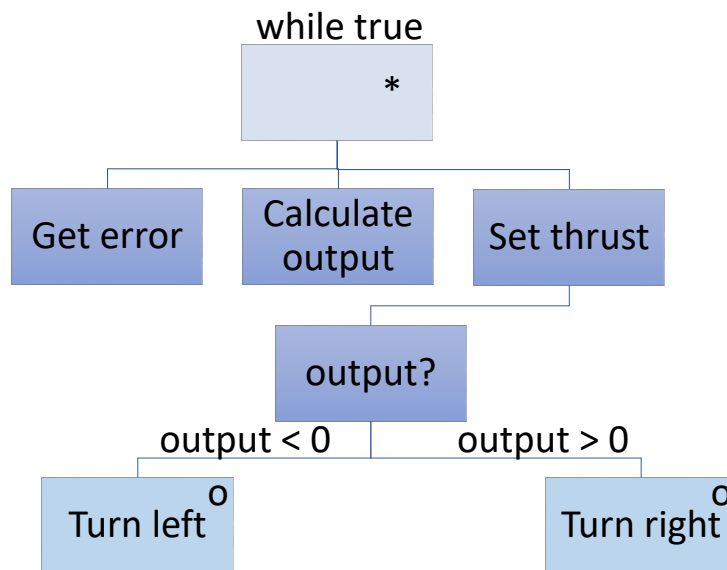 while true
*
Get error
Calculate
output
Set thrust
output?
output < 0
output > 0
o
Turn left
o
Turn right